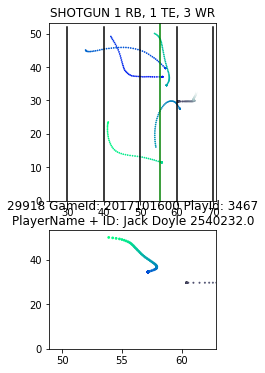 SHOTGUN 1 RB, 1 TE, 3 WR
50
40
30
20
10
0
30 40 50 60 70
29918 GameId: 2017101600 PlayId: 3467
PlayerName + ID: Jack Doyle 2540232.0
40
20
0
50 55 60